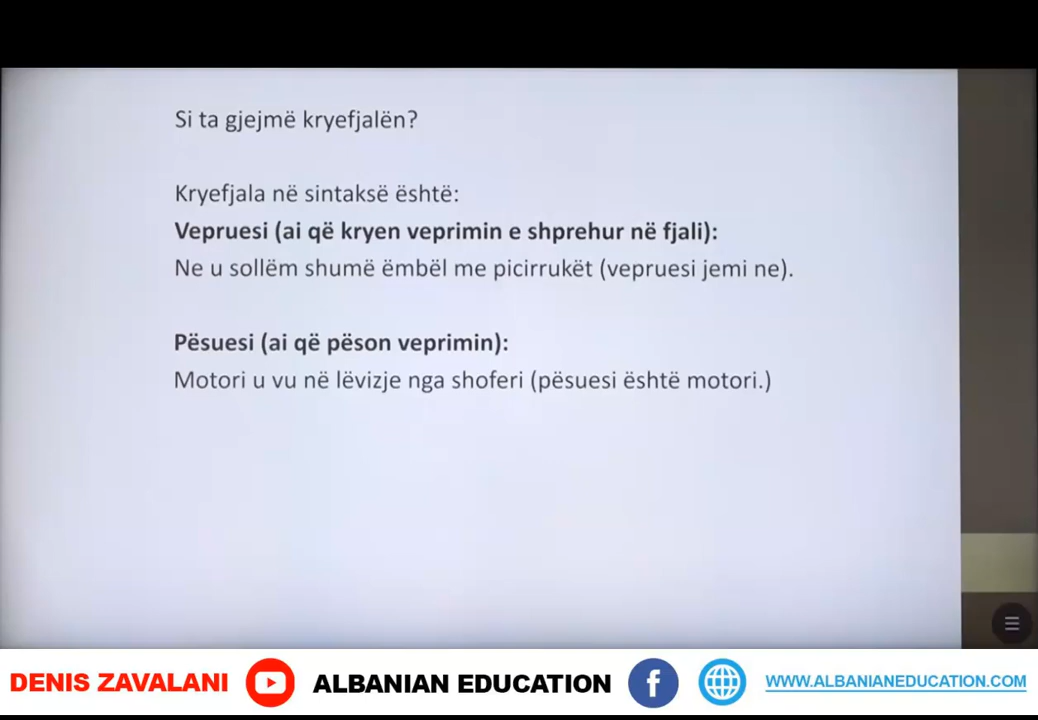 Si ta gjejmë kryefjalën?
Kryefjala në sintaksë është:
Vepruesi (ai që kryen veprimin e shprehur në fjali):
Ne u sollëm shumë ëmbël me picirrukët (vepruesi jemi ne).
Pësuesi (ai që pëson veprimin):
Motori u vu në lëvizje nga shoferi (pësuesi është motori.)
DENIS ZAVALANI ALBANIAN EDUCATION f WWW.ALBANIANEDUCATION.COM